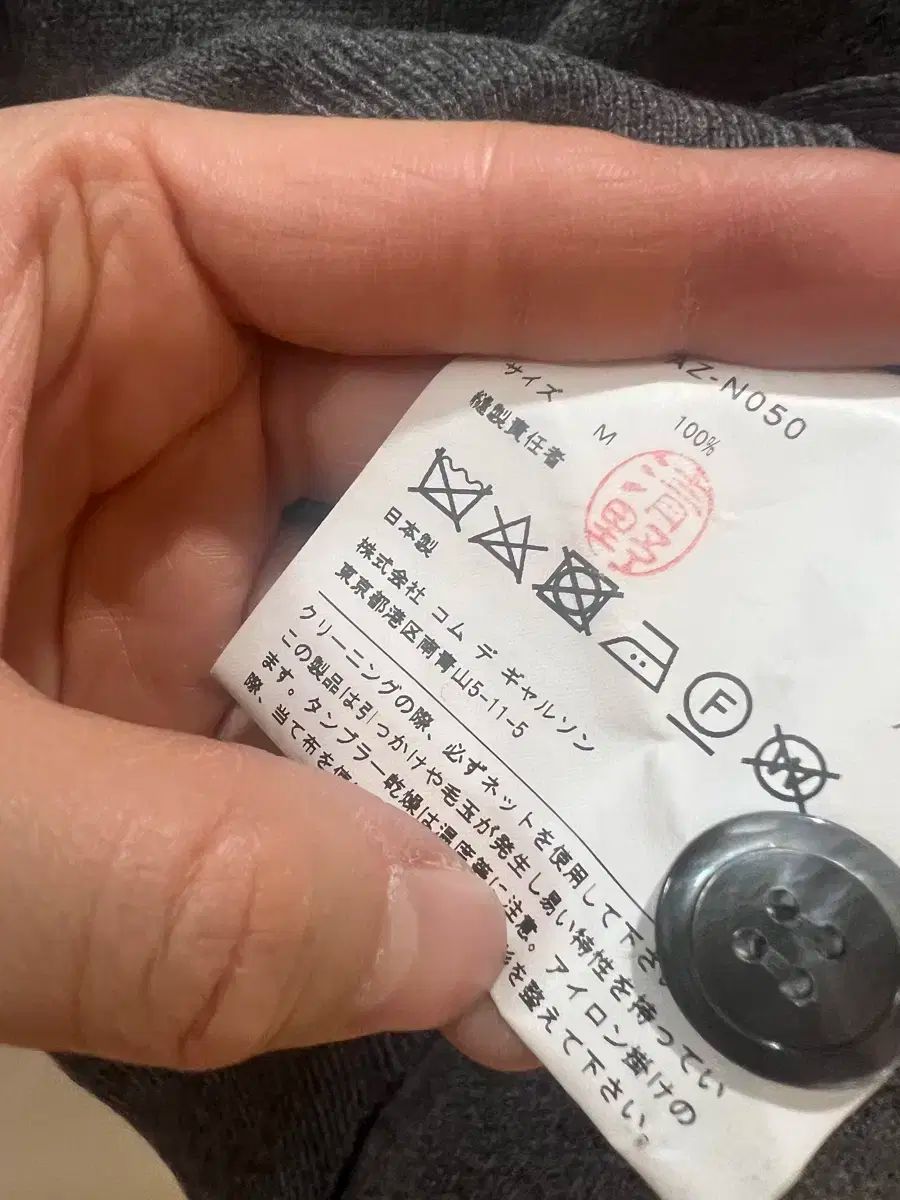 AZ-N050
100%
サイズ M
縫製責任者
F
W
日本製
株式会社 コム デ ギャルソン
東京都港区南青山5-11-5
クリーニングの際、必ずネットを使用して下さ
この製品は引っかけや毛玉が発生し易い特性を持ってい
ます。タンブラー乾燥は温度等に注意。アイロン掛けの
際、当て布を使 を整えて下さい。